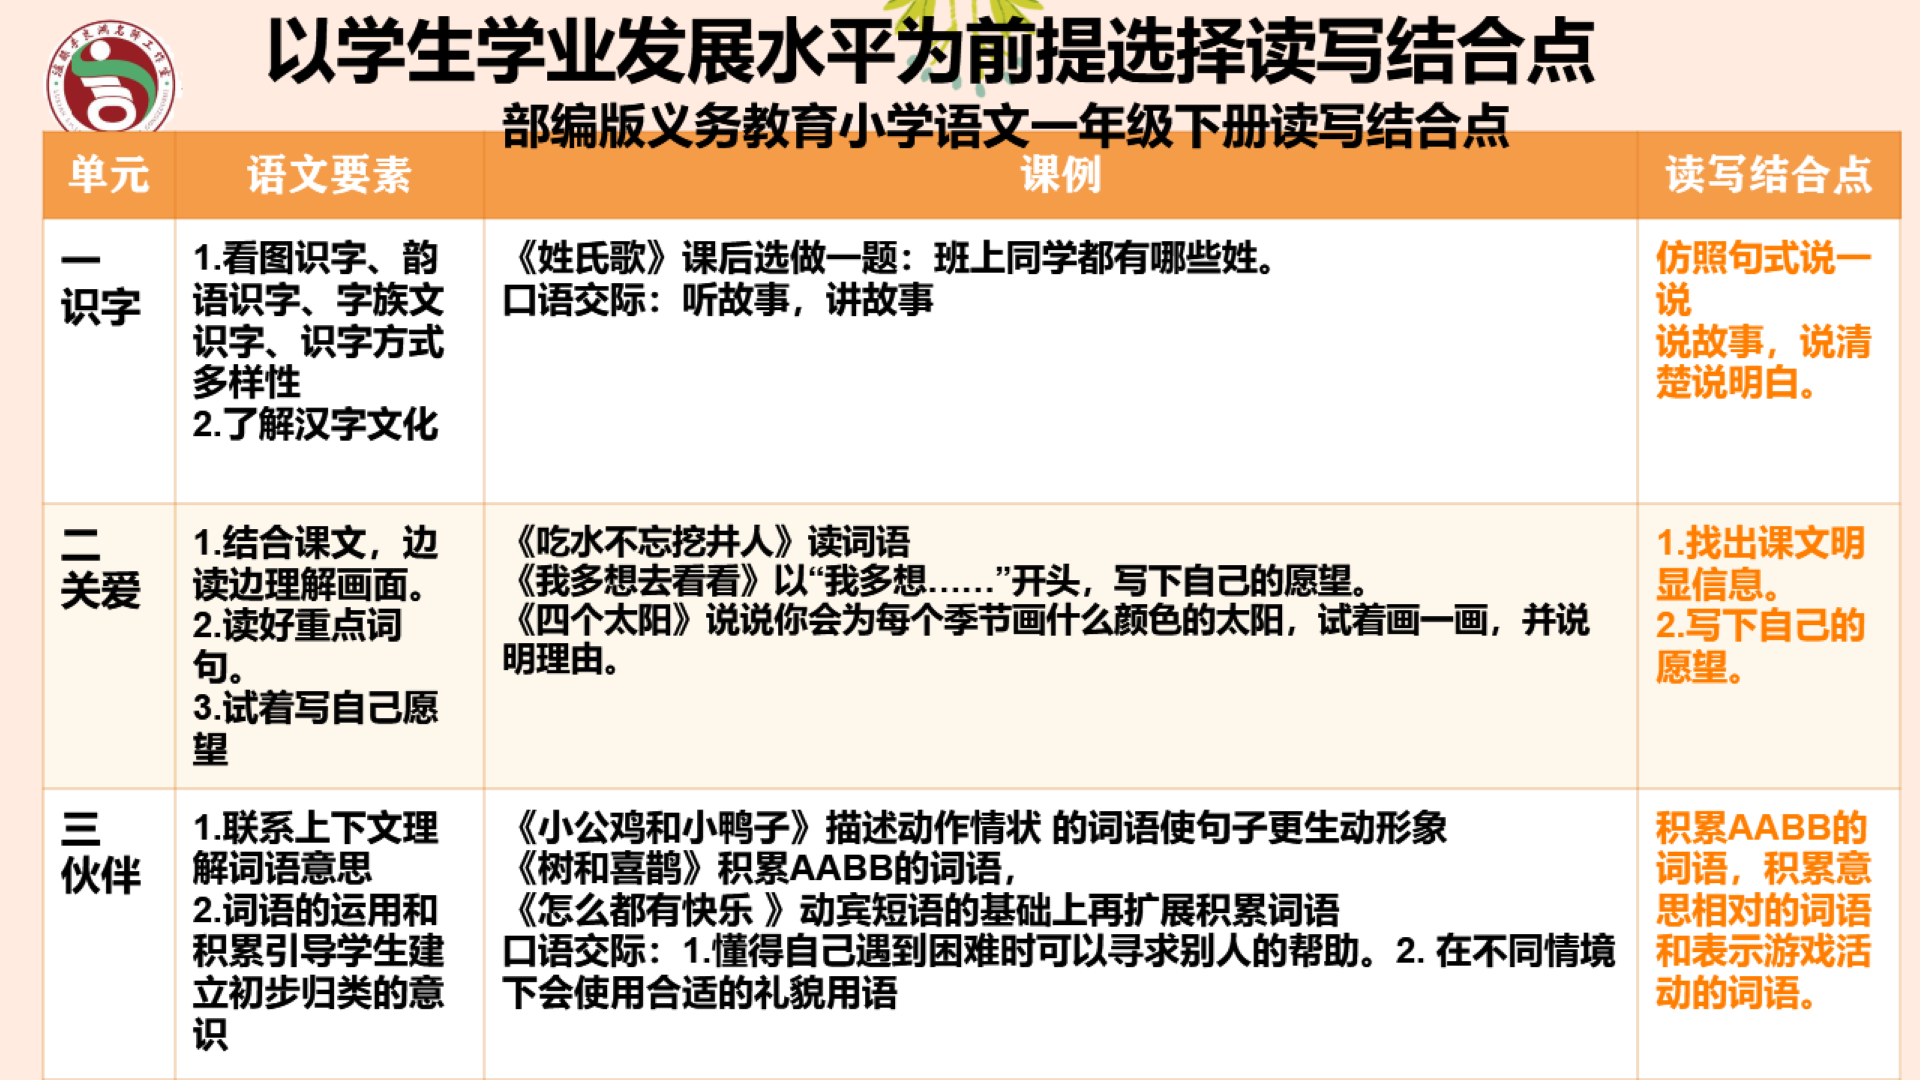 以学生学业发展水平为前提选择读写结合点
部编版义务教育小学语文一年级下册读写结合点
单元
语文要素
课例
读写结合点
一
识字
1.看图识字、韵
语识字、字族文
识字、识字方式
多样性
2.了解汉字文化
《姓氏歌》课后选做一题：班上同学都有哪些姓。
口语交际：听故事，讲故事
仿照句式说一
说
说故事，说清
楚说明白。
二
关爱
1.结合课文，边
读边理解画面。
2.读好重点词
句。
3.试着写自己愿
望
《吃水不忘挖井人》读词语
《我多想去看看》以“我多想……”开头，写下自己的愿望。
《四个太阳》说说你会为每个季节画什么颜色的太阳，试着画一画，并说
明理由。
1.找出课文明
显信息。
2.写下自己的
愿望。
三
伙伴
1.联系上下文理
解词语意思
2.词语的运用和
积累引导学生建
立初步归类的意
识
《小公鸡和小鸭子》描述动作情状 的词语使句子更生动形象
《树和喜鹊》积累AABB的词语，
《怎么都有快乐 》动宾短语的基础上再扩展积累词语
口语交际：1.懂得自己遇到困难时可以寻求别人的帮助。2. 在不同情境
下会使用合适的礼貌用语
积累AABB的
词语，积累意
思相对的词语
和表示游戏活
动的词语。